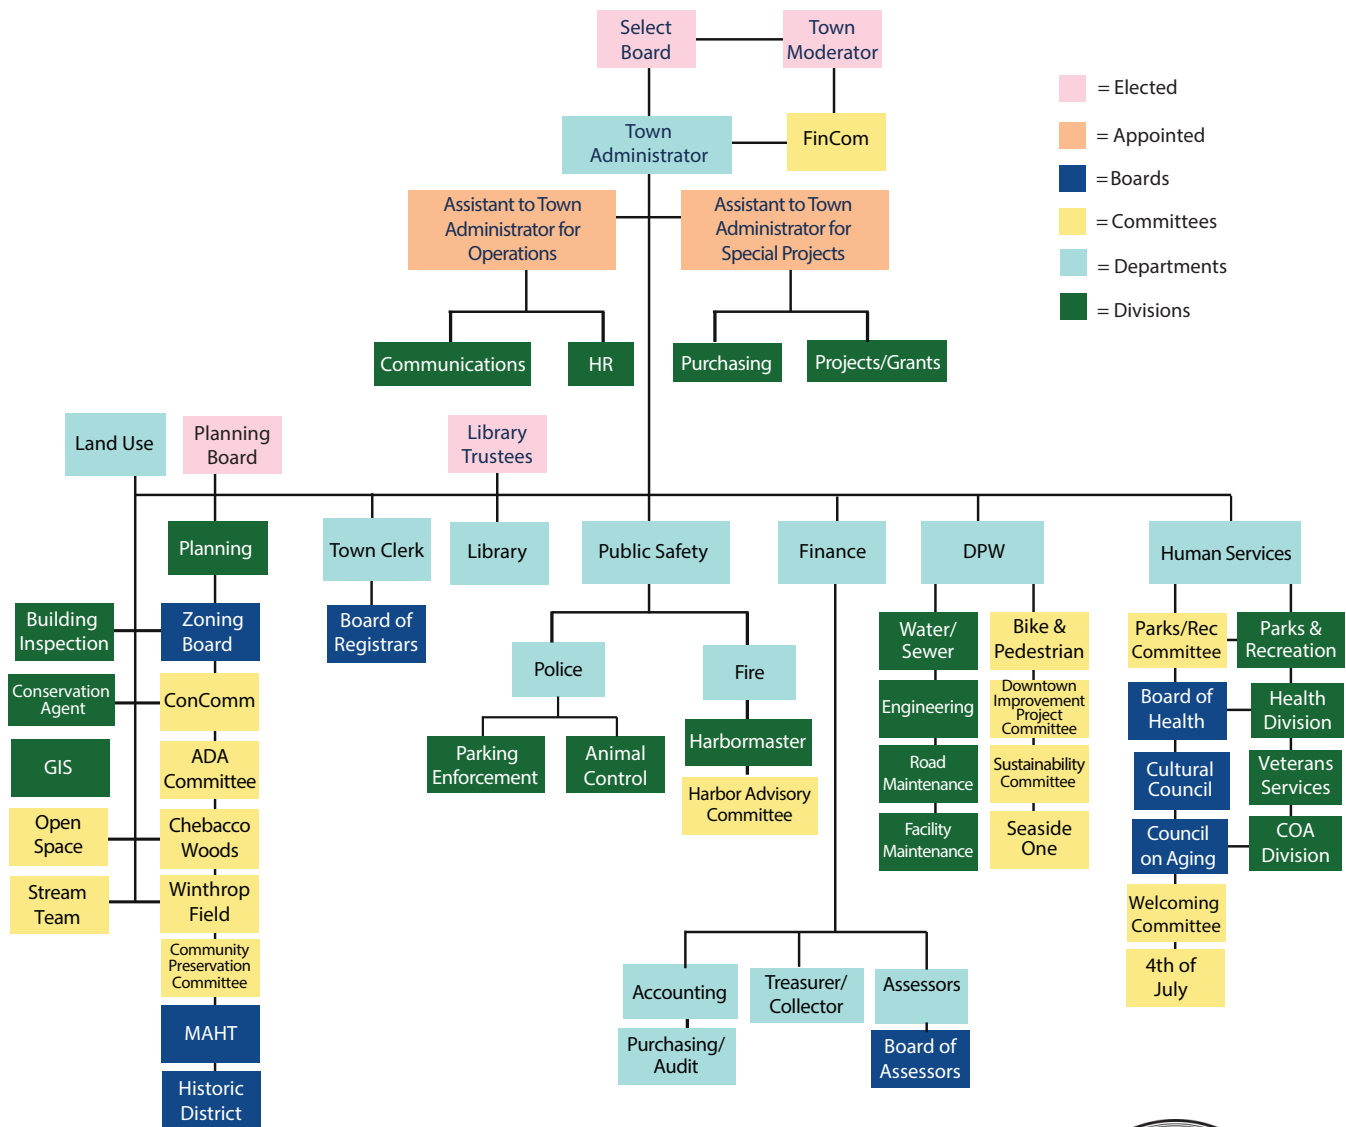 Select
Board
Town
Moderator
= Elected
= Appointed
=Boards
= Committees
= Departments
= Divisions
Town
Administrator
FinCom
Assistant to Town
Administrator for
Operations
Assistant to Town
Administrator for
Special Projects
Communications
HR
Purchasing
Projects/Grants
Land Use
Planning
Board
Library
Trustees
Planning
Town Clerk
Library
Public Safety
Finance
DPW
Human Services
Building
Inspection
Zoning
Board
Conservation
Agent
ConComm
GIS
ADA
Committee
Open
Space
Chebacco
Woods
Stream
Team
Winthrop
Field
Community
Preservation
Committee
MAHT
Historic
District
Board of
Registrars
Police
Fire
Parking
Enforcement
Animal
Control
Harbormaster
Harbor Advisory
Committee
Accounting
Purchasing/
Audit
Treasurer/
Collector
Assessors
Board of
Assessors
Water/
Sewer
Engineering
Road
Maintenance
Facility
Maintenance
Bike &
Pedestrian
Downtown
Improvement
Project
Committee
Sustainability
Committee
Seaside
One
Parks/Rec
Committee
Parks &
Recreation
Board of
Health
Health
Division
Cultural
Council
Veterans
Services
Council
on Aging
COA
Division
Welcoming
Committee
4th of
July